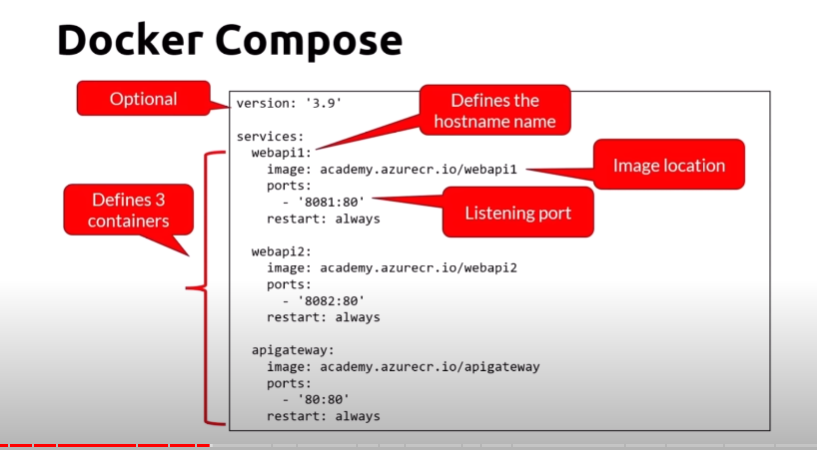 Docker Compose
Optional
version: '3.9'
Defines the
hostname name
services:
webapi1:
image: academy.azurecr.io/webapi1
Image location
ports:
- '8081:80'
Listening port
restart: always
Defines 3
containers
webapi2:
image: academy.azurecr.io/webapi2
ports:
- '8082:80'
restart: always
apigateway:
image: academy.azurecr.io/apigateway
ports:
- '80:80'
restart: always